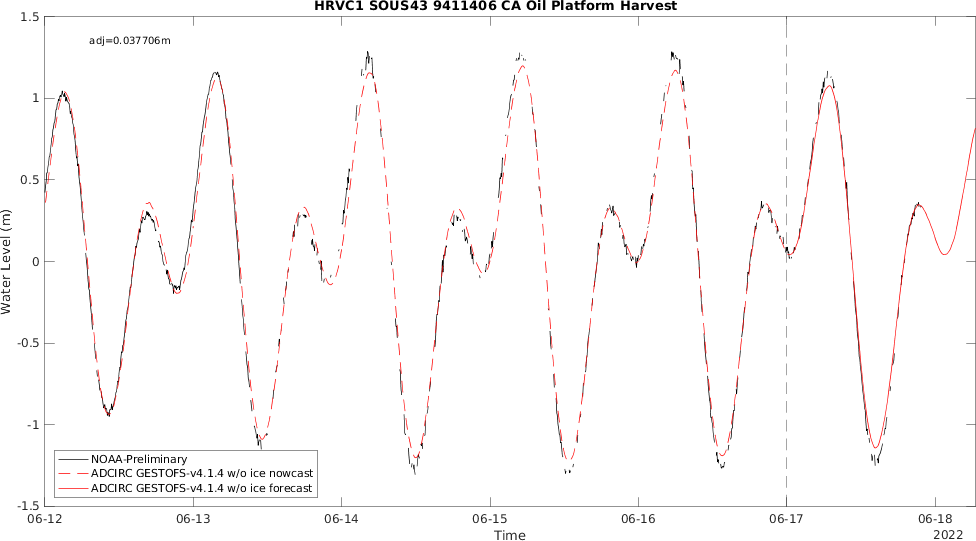 HRVC1 SOUS43 9411406 CA Oil Platform Harvest
adj=0.037706m
1.5
1
0.5
0
-0.5
-1
-1.5
Water Level (m)
NOAA-Preliminary
ADCIRC GESTOFS-v4.1.4 w/o ice nowcast
ADCIRC GESTOFS-v4.1.4 w/o ice forecast
06-12 06-13 06-14 06-15 06-16 06-17 06-18
Time
2022